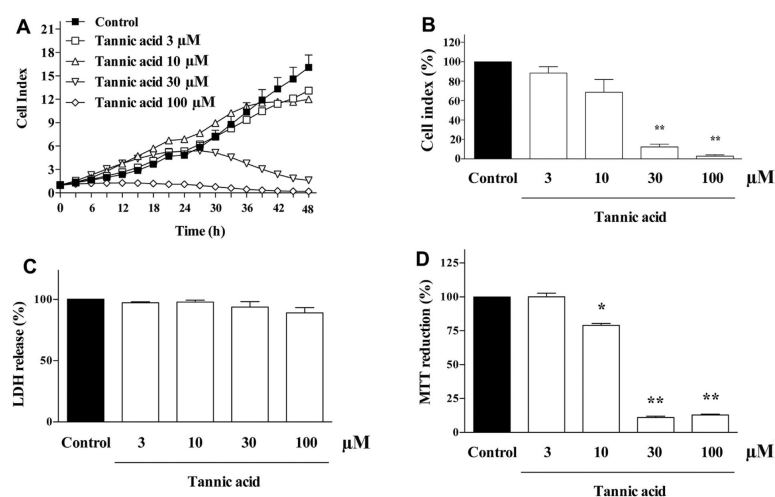 A
Control
Tannic acid 3 µM
Tannic acid 10 µM
Tannic acid 30 µM
Tannic acid 100 µM
Cell Index
21
18
15
12
9
6
3
0
0 6 12 18 24 30 36 42 48
Time (h)
B
Cell index (%)
120
100
80
60
40
20
0
** **
Control 3 10 30 100 µM
Tannic acid
C
LDH release (%)
100
50
0
Control 3 10 30 100 µM
Tannic acid
D
MTT reduction (%)
125
100
75
50
25
0
* ** **
Control 3 10 30 100 µM
Tannic acid